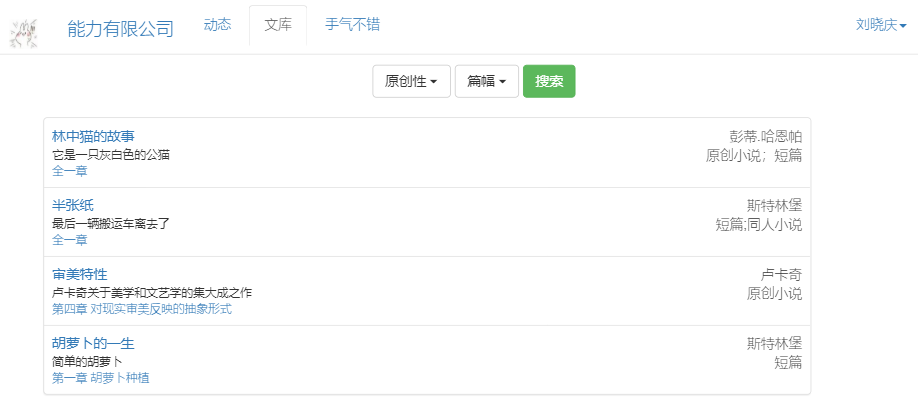 能力有限公司 动态 文库 手气不错 刘晓庆
原创性 篇幅 搜索
林中猫的故事 彭蒂.哈恩帕
它是一只灰白色的公猫 原创小说；短篇
全一章
半张纸 斯特林堡
最后一辆搬运车离去了 短篇;同人小说
全一章
审美特性 卢卡奇
卢卡奇关于美学和文艺学的集大成之作 原创小说
第四章 对现实审美反映的抽象形式
胡萝卜的一生 斯特林堡
简单的胡萝卜 短篇
第一章 胡萝卜种植